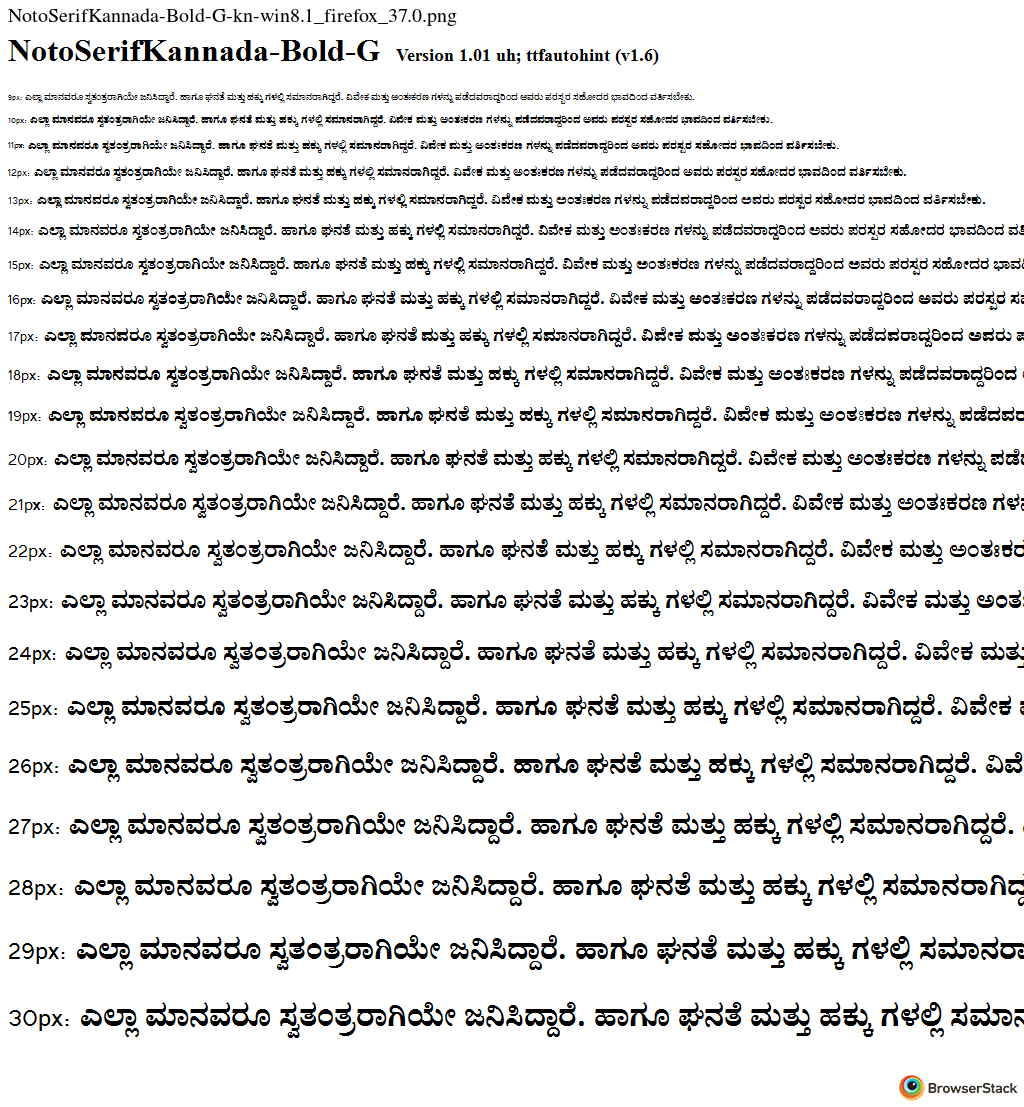 NotoSerifKannada-Bold-G-kn-win8.1_firefox_37.0.png
NotoSerifKannada-Bold-G Version 1.01 uh; ttfautohint (v1.6)
9px: ಎಲ್ಲಾ ಮಾನವರೂ ಸ್ವತಂತ್ರರಾಗಿಯೇ ಜನಿಸಿದ್ದಾರೆ. ಹಾಗೂ ಘನತೆ ಮತ್ತು ಹಕ್ಕು ಗಳಲ್ಲಿ ಸಮಾನರಾಗಿದ್ದರೆ. ವಿವೇಕ ಮತ್ತು ಅಂತಃಕರಣ ಗಳನ್ನು ಪಡೆದವರಾದ್ದರಿಂದ ಅವರು ಪರಸ್ಪರ ಸಹೋದರ ಭಾವದಿಂದ ವರ್ತಿಸಬೇಕು.
10px: ಎಲ್ಲಾ ಮಾನವರೂ ಸ್ವತಂತ್ರರಾಗಿಯೇ ಜನಿಸಿದ್ದಾರೆ. ಹಾಗೂ ಘನತೆ ಮತ್ತು ಹಕ್ಕು ಗಳಲ್ಲಿ ಸಮಾನರಾಗಿದ್ದರೆ. ವಿವೇಕ ಮತ್ತು ಅಂತಃಕರಣ ಗಳನ್ನು ಪಡೆದವರಾದ್ದರಿಂದ ಅವರು ಪರಸ್ಪರ ಸಹೋದರ ಭಾವದಿಂದ ವರ್ತಿಸಬೇಕು.
11px: ಎಲ್ಲಾ ಮಾನವರೂ ಸ್ವತಂತ್ರರಾಗಿಯೇ ಜನಿಸಿದ್ದಾರೆ. ಹಾಗೂ ಘನತೆ ಮತ್ತು ಹಕ್ಕು ಗಳಲ್ಲಿ ಸಮಾನರಾಗಿದ್ದರೆ. ವಿವೇಕ ಮತ್ತು ಅಂತಃಕರಣ ಗಳನ್ನು ಪಡೆದವರಾದ್ದರಿಂದ ಅವರು ಪರಸ್ಪರ ಸಹೋದರ ಭಾವದಿಂದ ವರ್ತಿಸಬೇಕು.
12px: ಎಲ್ಲಾ ಮಾನವರೂ ಸ್ವತಂತ್ರರಾಗಿಯೇ ಜನಿಸಿದ್ದಾರೆ. ಹಾಗೂ ಘನತೆ ಮತ್ತು ಹಕ್ಕು ಗಳಲ್ಲಿ ಸಮಾನರಾಗಿದ್ದರೆ. ವಿವೇಕ ಮತ್ತು ಅಂತಃಕರಣ ಗಳನ್ನು ಪಡೆದವರಾದ್ದರಿಂದ ಅವರು ಪರಸ್ಪರ ಸಹೋದರ ಭಾವದಿಂದ ವರ್ತಿಸಬೇಕು.
13px: ಎಲ್ಲಾ ಮಾನವರೂ ಸ್ವತಂತ್ರರಾಗಿಯೇ ಜನಿಸಿದ್ದಾರೆ. ಹಾಗೂ ಘನತೆ ಮತ್ತು ಹಕ್ಕು ಗಳಲ್ಲಿ ಸಮಾನರಾಗಿದ್ದರೆ. ವಿವೇಕ ಮತ್ತು ಅಂತಃಕರಣ ಗಳನ್ನು ಪಡೆದವರಾದ್ದರಿಂದ ಅವರು ಪರಸ್ಪರ ಸಹೋದರ ಭಾವದಿಂದ ವರ್ತಿಸಬೇಕು.
14px: ಎಲ್ಲಾ ಮಾನವರೂ ಸ್ವತಂತ್ರರಾಗಿಯೇ ಜನಿಸಿದ್ದಾರೆ. ಹಾಗೂ ಘನತೆ ಮತ್ತು ಹಕ್ಕು ಗಳಲ್ಲಿ ಸಮಾನರಾಗಿದ್ದರೆ. ವಿವೇಕ ಮತ್ತು ಅಂತಃಕರಣ ಗಳನ್ನು ಪಡೆದವರಾದ್ದರಿಂದ ಅವರು ಪರಸ್ಪರ ಸಹೋದರ ಭಾವದಿಂದ
15px: ಎಲ್ಲಾ ಮಾನವರೂ ಸ್ವತಂತ್ರರಾಗಿಯೇ ಜನಿಸಿದ್ದಾರೆ. ಹಾಗೂ ಘನತೆ ಮತ್ತು ಹಕ್ಕು ಗಳಲ್ಲಿ ಸಮಾನರಾಗಿದ್ದರೆ. ವಿವೇಕ ಮತ್ತು ಅಂತಃಕರಣ ಗಳನ್ನು ಪಡೆದವರಾದ್ದರಿಂದ ಅವರು ಪರಸ್ಪರ ಸಹೋದರ
16px: ಎಲ್ಲಾ ಮಾನವರೂ ಸ್ವತಂತ್ರರಾಗಿಯೇ ಜನಿಸಿದ್ದಾರೆ. ಹಾಗೂ ಘನತೆ ಮತ್ತು ಹಕ್ಕು ಗಳಲ್ಲಿ ಸಮಾನರಾಗಿದ್ದರೆ. ವಿವೇಕ ಮತ್ತು ಅಂತಃಕರಣ ಗಳನ್ನು ಪಡೆದವರಾದ್ದರಿಂದ ಅವರು ಪರಸ್ಪರ
17px: ಎಲ್ಲಾ ಮಾನವರೂ ಸ್ವತಂತ್ರರಾಗಿಯೇ ಜನಿಸಿದ್ದಾರೆ. ಹಾಗೂ ಘನತೆ ಮತ್ತು ಹಕ್ಕು ಗಳಲ್ಲಿ ಸಮಾನರಾಗಿದ್ದರೆ. ವಿವೇಕ ಮತ್ತು ಅಂತಃಕರಣ ಗಳನ್ನು ಪಡೆದವರಾದ್ದರಿಂದ ಅವರು
18px: ಎಲ್ಲಾ ಮಾನವರೂ ಸ್ವತಂತ್ರರಾಗಿಯೇ ಜನಿಸಿದ್ದಾರೆ. ಹಾಗೂ ಘನತೆ ಮತ್ತು ಹಕ್ಕು ಗಳಲ್ಲಿ ಸಮಾನರಾಗಿದ್ದರೆ. ವಿವೇಕ ಮತ್ತು ಅಂತಃಕರಣ ಗಳನ್ನು ಪಡೆದವರಾದ್ದರಿಂದ
19px: ಎಲ್ಲಾ ಮಾನವರೂ ಸ್ವತಂತ್ರರಾಗಿಯೇ ಜನಿಸಿದ್ದಾರೆ. ಹಾಗೂ ಘನತೆ ಮತ್ತು ಹಕ್ಕು ಗಳಲ್ಲಿ ಸಮಾನರಾಗಿದ್ದರೆ. ವಿವೇಕ ಮತ್ತು ಅಂತಃಕರಣ ಗಳನ್ನು ಪಡೆದವರ
20px: ಎಲ್ಲಾ ಮಾನವರೂ ಸ್ವತಂತ್ರರಾಗಿಯೇ ಜನಿಸಿದ್ದಾರೆ. ಹಾಗೂ ಘನತೆ ಮತ್ತು ಹಕ್ಕು ಗಳಲ್ಲಿ ಸಮಾನರಾಗಿದ್ದರೆ. ವಿವೇಕ ಮತ್ತು ಅಂತಃಕರಣ ಗಳನ್ನು
21px: ಎಲ್ಲಾ ಮಾನವರೂ ಸ್ವತಂತ್ರರಾಗಿಯೇ ಜನಿಸಿದ್ದಾರೆ. ಹಾಗೂ ಘನತೆ ಮತ್ತು ಹಕ್ಕು ಗಳಲ್ಲಿ ಸಮಾನರಾಗಿದ್ದರೆ. ವಿವೇಕ ಮತ್ತು ಅಂತಃಕರಣ
22px: ಎಲ್ಲಾ ಮಾನವರೂ ಸ್ವತಂತ್ರರಾಗಿಯೇ ಜನಿಸಿದ್ದಾರೆ. ಹಾಗೂ ಘನತೆ ಮತ್ತು ಹಕ್ಕು ಗಳಲ್ಲಿ ಸಮಾನರಾಗಿದ್ದರೆ. ವಿವೇಕ ಮತ್ತು ಅಂತಃಕರ
23px: ಎಲ್ಲಾ ಮಾನವರೂ ಸ್ವತಂತ್ರರಾಗಿಯೇ ಜನಿಸಿದ್ದಾರೆ. ಹಾಗೂ ಘನತೆ ಮತ್ತು ಹಕ್ಕು ಗಳಲ್ಲಿ ಸಮಾನರಾಗಿದ್ದರೆ. ವಿವೇಕ ಮತ್ತು ಅಂತ
24px: ಎಲ್ಲಾ ಮಾನವರೂ ಸ್ವತಂತ್ರರಾಗಿಯೇ ಜನಿಸಿದ್ದಾರೆ. ಹಾಗೂ ಘನತೆ ಮತ್ತು ಹಕ್ಕು ಗಳಲ್ಲಿ ಸಮಾನರಾಗಿದ್ದರೆ. ವಿವೇಕ ಮತ್ತು
25px: ಎಲ್ಲಾ ಮಾನವರೂ ಸ್ವತಂತ್ರರಾಗಿಯೇ ಜನಿಸಿದ್ದಾರೆ. ಹಾಗೂ ಘನತೆ ಮತ್ತು ಹಕ್ಕು ಗಳಲ್ಲಿ ಸಮಾನರಾಗಿದ್ದರೆ. ವಿವೇಕ
26px: ಎಲ್ಲಾ ಮಾನವರೂ ಸ್ವತಂತ್ರರಾಗಿಯೇ ಜನಿಸಿದ್ದಾರೆ. ಹಾಗೂ ಘನತೆ ಮತ್ತು ಹಕ್ಕು ಗಳಲ್ಲಿ ಸಮಾನರಾಗಿದ್ದರೆ. ವಿವೆ
27px: ಎಲ್ಲಾ ಮಾನವರೂ ಸ್ವತಂತ್ರರಾಗಿಯೇ ಜನಿಸಿದ್ದಾರೆ. ಹಾಗೂ ಘನತೆ ಮತ್ತು ಹಕ್ಕು ಗಳಲ್ಲಿ ಸಮಾನರಾಗಿದ್ದರೆ.
28px: ಎಲ್ಲಾ ಮಾನವರೂ ಸ್ವತಂತ್ರರಾಗಿಯೇ ಜನಿಸಿದ್ದಾರೆ. ಹಾಗೂ ಘನತೆ ಮತ್ತು ಹಕ್ಕು ಗಳಲ್ಲಿ ಸಮಾನರಾಗಿದ್ದ
29px: ಎಲ್ಲಾ ಮಾನವರೂ ಸ್ವತಂತ್ರರಾಗಿಯೇ ಜನಿಸಿದ್ದಾರೆ. ಹಾಗೂ ಘನತೆ ಮತ್ತು ಹಕ್ಕು ಗಳಲ್ಲಿ ಸಮಾನರಾ
30px: ಎಲ್ಲಾ ಮಾನವರೂ ಸ್ವತಂತ್ರರಾಗಿಯೇ ಜನಿಸಿದ್ದಾರೆ. ಹಾಗೂ ಘನತೆ ಮತ್ತು ಹಕ್ಕು ಗಳಲ್ಲಿ ಸಮಾನ
BrowserStack